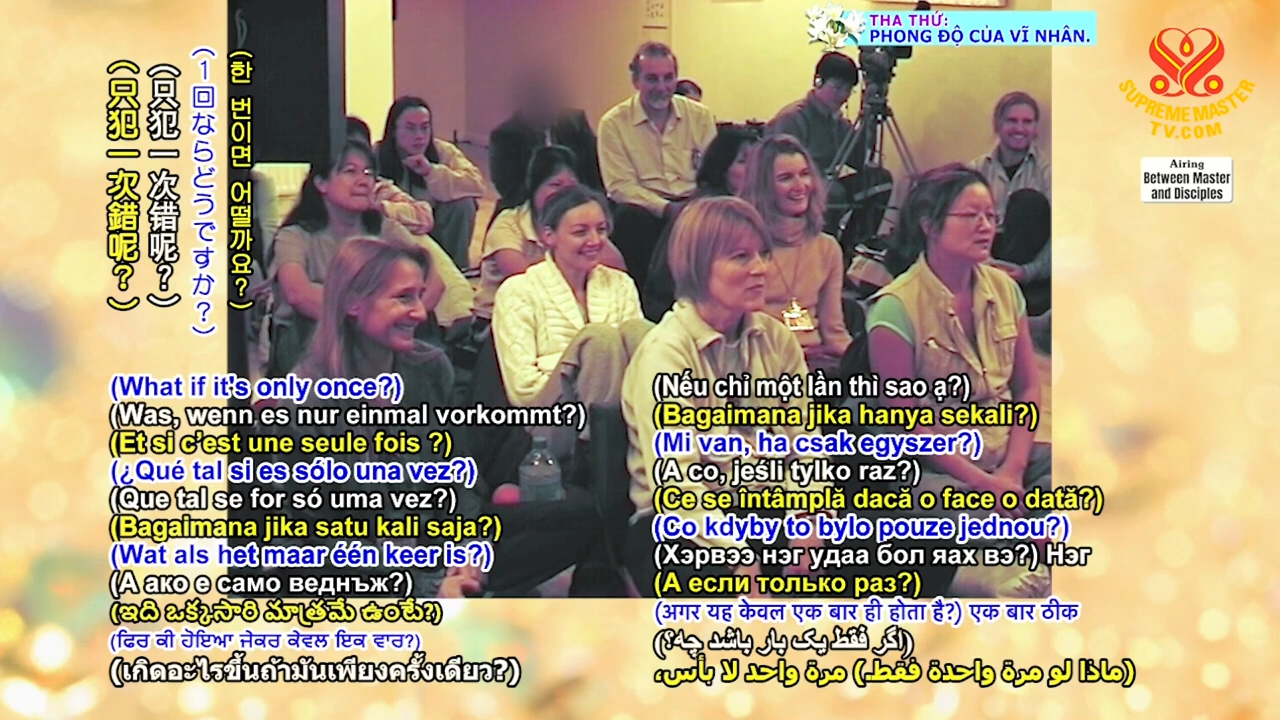 THA THỨ:
PHONG ĐỘ CỦA VĨ NHÂN.
SUPREME MASTER
TV.COM
Airing
Between Master
and Disciples
(한 번이면 어떨까요?)
(1回ならどうですか?)
(只犯一次错呢?)
(只犯一次錯呢?)
(What if it's only once?)
(Was, wenn es nur einmal vorkommt?)
(Et si c'est une seule fois ?)
(¿Qué tal si es sólo una vez?)
(Que tal se for só uma vez?)
(Bagaimana jika satu kali saja?)
(Wat als het maar één keer is?)
(А ако е само веднъж?)
(ఇది ఒక్కసారి మాత్రమే ఉంటే?)
(ਫਿਰ ਕੀ ਹੋਇਆ ਜੇਕਰ ਕੇਵਲ ਇਕ ਵਾਰ?)
(เกิดอะไรขึ้นถ้ามันเพียงครั้งเดียว?)
(Nếu chỉ một lần thì sao ạ?)
(Bagaimana jika hanya sekali?)
(Mi van, ha csak egyszer?)
(A co, jeśli tylko raz?)
(Ce se întâmplă dacă o face o dată?)
(Co kdyby to bylo pouze jednou?)
(Хэрвээ нэг удаа бол яах вэ?) Нэг
(А если только раз?)
(अगर यह केवल एक बार ही होता है?) एक बार ठीक
(اگر فقط یک بار باشد چه؟)
(ماذا لو مرة واحدة فقط) مرة واحد لا بأس،